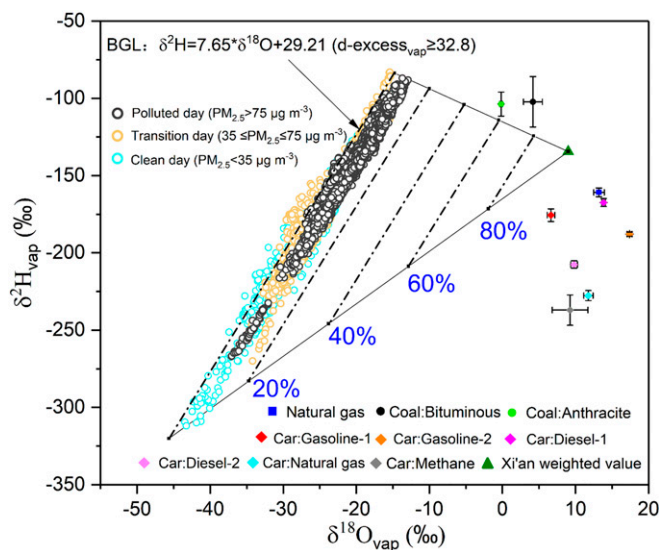 BGL：δ²H=7.65*δ¹⁸O+29.21 (d-excess_vap≥32.8)
Polluted day (PM₂.₅>75 µg m⁻³)
Transition day (35 ≤PM₂.₅≤75 µg m⁻³)
Clean day (PM₂.₅<35 µg m⁻³)
-50
-100
-150
-200
-250
-300
-350
δ²H_vap (‰)
80%
60%
40%
20%
Natural gas Coal:Bituminous Coal:Anthracite
Car:Gasoline-1 Car:Gasoline-2 Car:Diesel-1
Car:Diesel-2 Car:Natural gas Car:Methane Xi'an weighted value
-50 -40 -30 -20 -10 0 10 20
δ¹⁸O_vap (‰)